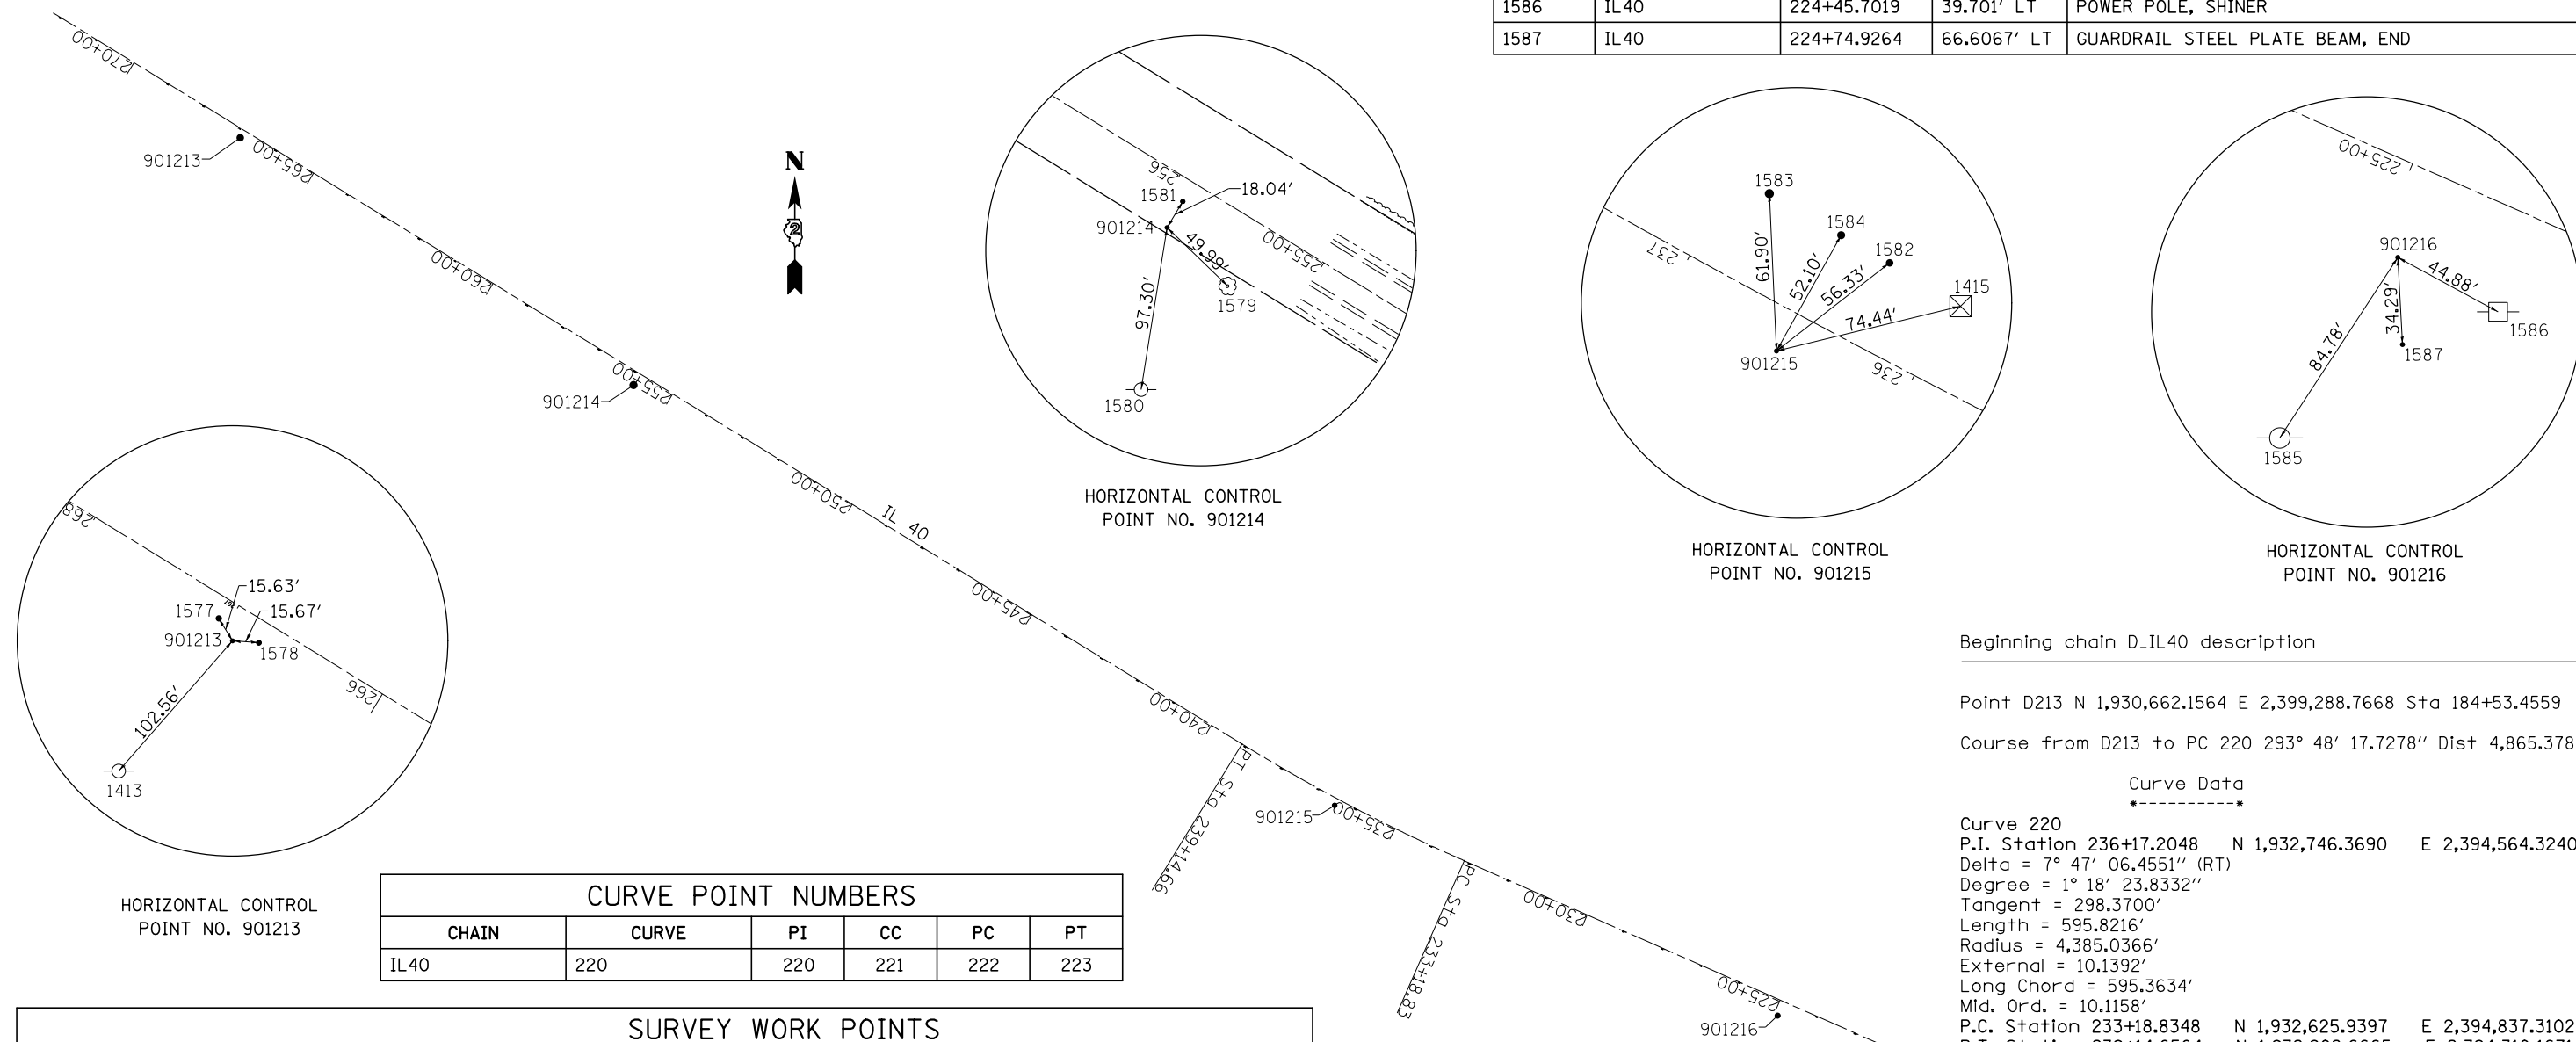 1586 IL40 224+45.7019 39.701' LT POWER POLE, SHINER
1587 IL40 224+74.9264 66.6067' LT GUARDRAIL STEEL PLATE BEAM, END
270+00
265+00
260+00
255+00
250+00
245+00
240+00
235+00
230+00
225+00
IL 40
901213
901214
901215
901216
PT Sta 239+14.66
PC Sta 233+18.83
N
2
256
255+00
1581
18.04'
901214
49.99'
97.30'
1579
1580
HORIZONTAL CONTROL
POINT NO. 901214
237
236
1583
1584
1582
1415
61.90'
52.10'
56.33'
74.44'
901215
HORIZONTAL CONTROL
POINT NO. 901215
225+00
901216
44.88'
34.29'
84.78'
1586
1587
1585
HORIZONTAL CONTROL
POINT NO. 901216
268
266
15.63'
1577
15.67'
901213
1578
102.56'
1413
HORIZONTAL CONTROL
POINT NO. 901213
CURVE POINT NUMBERS
CHAIN CURVE PI CC PC PT
IL40 220 220 221 222 223
SURVEY WORK POINTS
Beginning chain D_IL40 description
Point D213 N 1,930,662.1564 E 2,399,288.7668 Sta 184+53.4559
Course from D213 to PC 220 293° 48' 17.7278" Dist 4,865.378
Curve Data
*----------*
Curve 220
P.I. Station 236+17.2048 N 1,932,746.3690 E 2,394,564.3240
Delta = 7° 47' 06.4551" (RT)
Degree = 1° 18' 23.8332"
Tangent = 298.3700'
Length = 595.8216'
Radius = 4,385.0366'
External = 10.1392'
Long Chord = 595.3634'
Mid. Ord. = 10.1158'
P.C. Station 233+18.8348 N 1,932,625.9397 E 2,394,837.3102